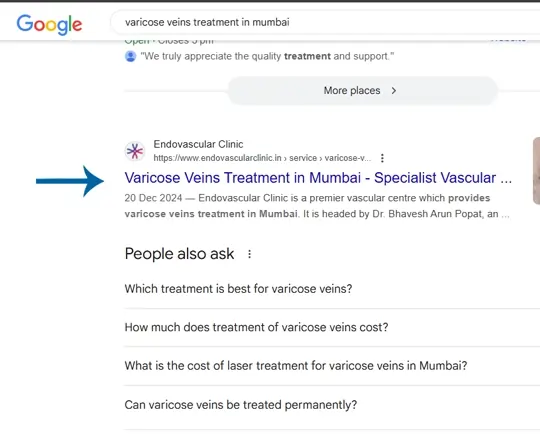 Google
varicose veins treatment in mumbai
Open · Closes 5 pm
Website
"We truly appreciate the quality treatment and support."
More places
Endovascular Clinic
https://www.endovascularclinic.in › service › varicose-v...
Varicose Veins Treatment in Mumbai - Specialist Vascular ...
20 Dec 2024 — Endovascular Clinic is a premier vascular centre which provides
varicose veins treatment in Mumbai. It is headed by Dr. Bhavesh Arun Popat, an ...
People also ask
Which treatment is best for varicose veins?
How much does treatment of varicose veins cost?
What is the cost of laser treatment for varicose veins in Mumbai?
Can varicose veins be treated permanently?